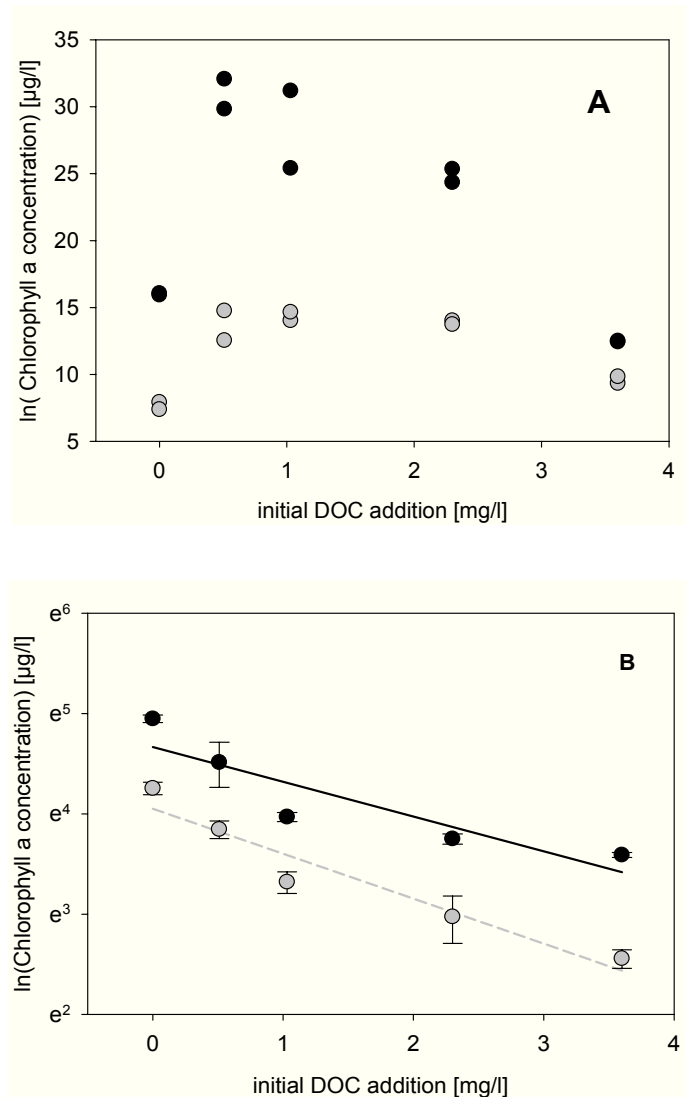 35
30
25
20
15
10
5
ln( Chlorophyll a concentration) [µg/l]
A
0 1 2 3 4
initial DOC addition [mg/l]
e⁶
e⁵
e⁴
e³
e²
ln(Chlorophyll a concentration) [µg/l]
B
0 1 2 3 4
initial DOC addition [mg/l]